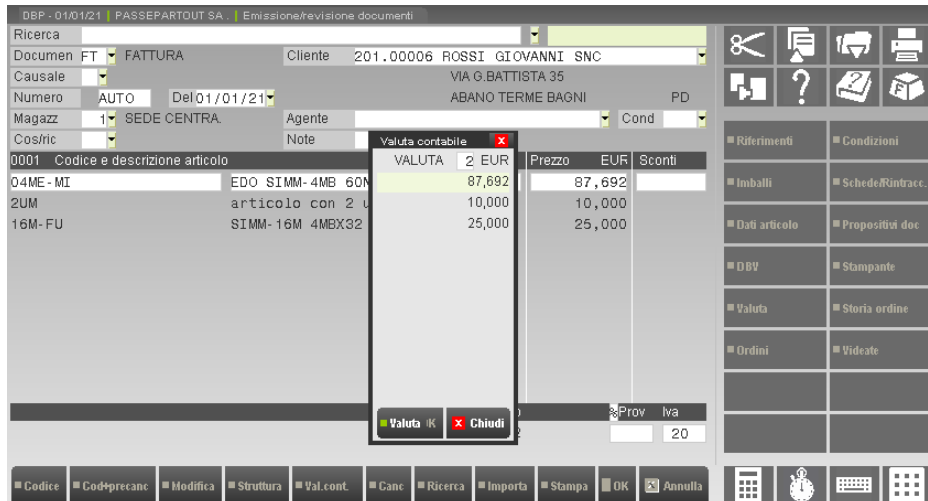 DBP - 01/01/21 | PASSEPARTOUT SA . | Emissione/revisione documenti
Ricerca
Documen FT FATTURA Cliente 201.00006 ROSSI GIOVANNI SNC
Causale VIA G.BATTISTA 35
Numero AUTO Del 01/01/21 ABANO TERME BAGNI PD
Magazz 1 SEDE CENTRA. Agente Cond
Cos/ric Note
Valuta contabile
VALUTA 2 EUR
87,692
10,000
25,000
Valuta
Chiudi
0001 Codice e descrizione articolo Prezzo EUR Sconti
04ME-MI EDO SIMM-4MB 60N 87,692
2UM articolo con 2 u 10,000
16M-FU SIMM-16M 4MBX32 25,000
%Prov Iva
20
Codice Cod+precanc Modifica Struttura Val.cont. Canc Ricerca Importa Stampa OK Annulla
Riferimenti Condizioni
Imballi Schede/Rintracc.
Dati articolo Propositivi doc
DBV Stampante
Valuta Storia ordine
Ordini Videate